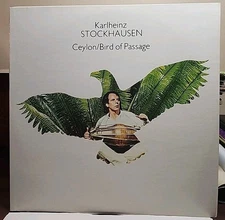 Karlheinz
STOCKHAUSEN
Ceylon/Bird of Passage